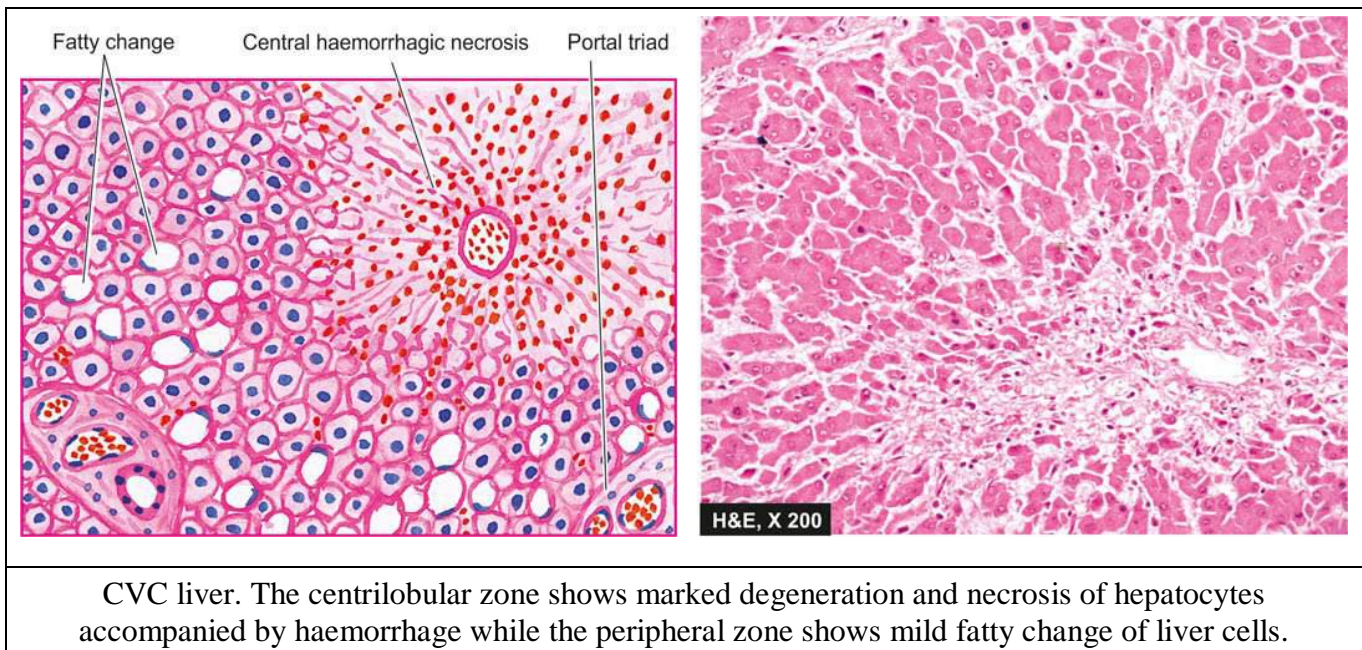 Fatty change
Central haemorrhagic necrosis
Portal triad
H&E, X 200
CVC liver. The centrilobular zone shows marked degeneration and necrosis of hepatocytes
accompanied by haemorrhage while the peripheral zone shows mild fatty change of liver cells.